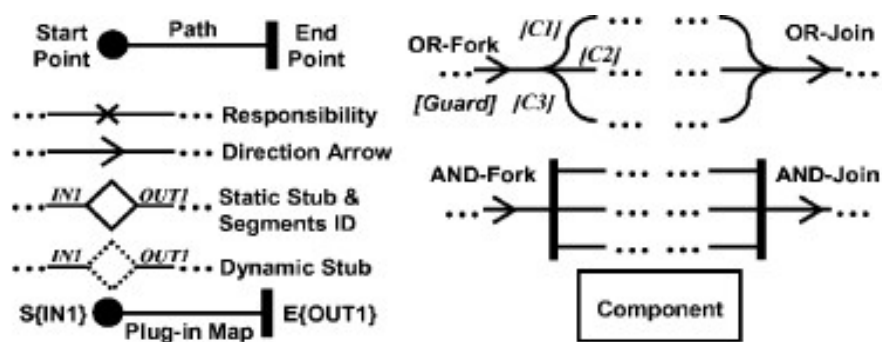 Start Point
Path
End Point
... Responsibility
... Direction Arrow
IN1 OUT1 ... Static Stub & Segments ID
IN1 OUT1 ... Dynamic Stub
S{IN1} E{OUT1}
Plug-in Map
OR-Fork
[C1]
[C2]
[Guard] [C3]
OR-Join
AND-Fork
AND-Join
Component